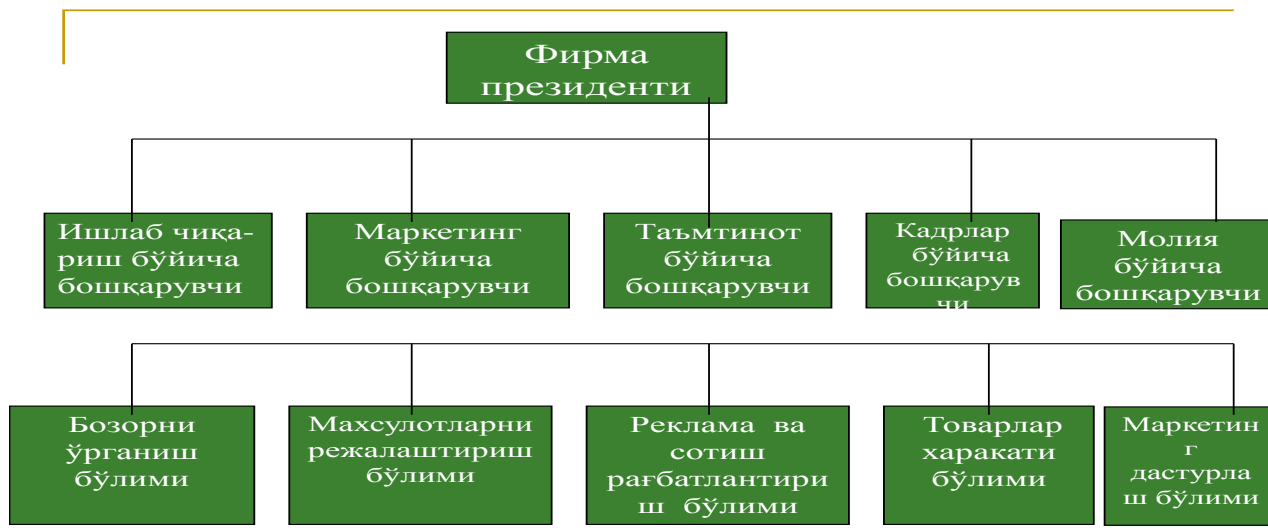 Фирма
президенти
Ишлаб чиқа-
риш бўйича
бошқарувчи
Маркетинг
бўйича
бошқарувчи
Таъмтинот
бўйича
бошқарувчи
Кадрлар
бўйича
бошқарув
чи
Молия
бўйича
бошқарувчи
Бозорни
ўрганиш
бўлими
Махсулотларни
режалаштириш
бўлими
Реклама ва
сотиш
рағбатлантири
ш бўлими
Товарлар
харакати
бўлими
Маркетин
г
дастурла
ш бўлими